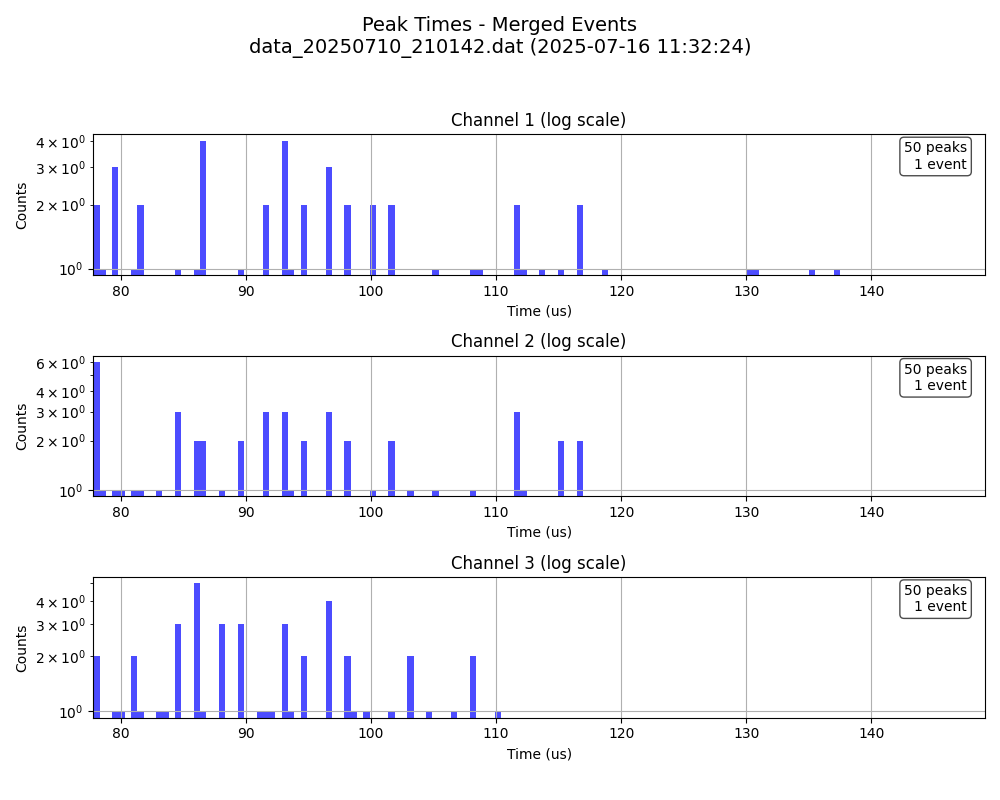 Peak Times - Merged Events
data_20250710_210142.dat (2025-07-16 11:32:24)
Channel 1 (log scale)
50 peaks
1 event
4 × 10⁰
3 × 10⁰
2 × 10⁰
10⁰
Counts
80 90 100 110 120 130 140
Time (us)
Channel 2 (log scale)
50 peaks
1 event
6 × 10⁰
4 × 10⁰
3 × 10⁰
2 × 10⁰
10⁰
Counts
80 90 100 110 120 130 140
Time (us)
Channel 3 (log scale)
50 peaks
1 event
4 × 10⁰
3 × 10⁰
2 × 10⁰
10⁰
Counts
80 90 100 110 120 130 140
Time (us)